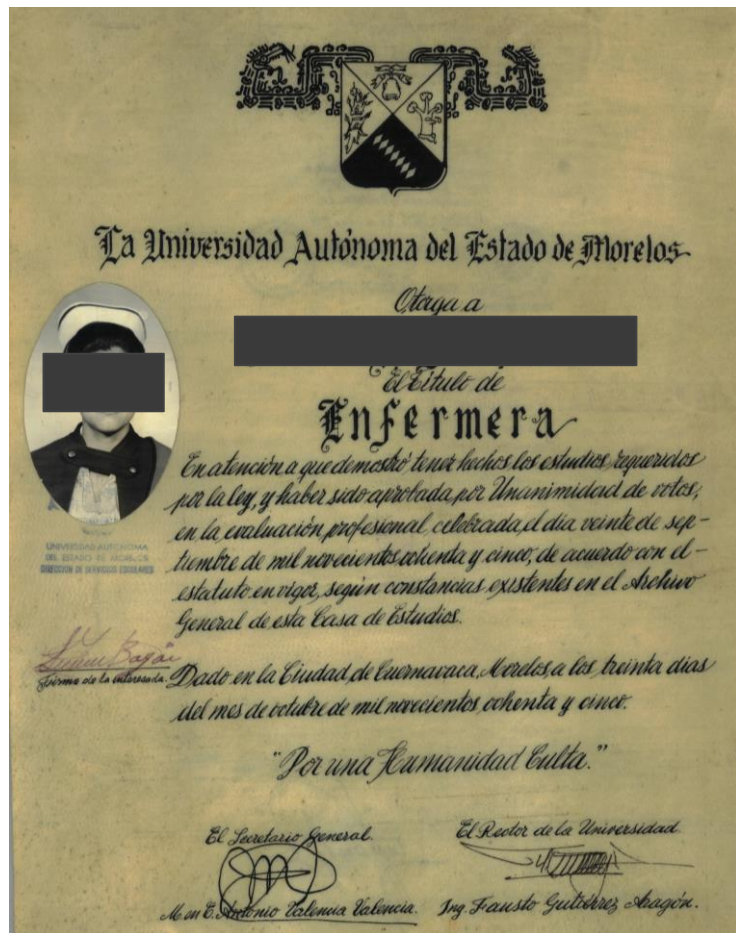 La Universidad Autónoma del Estado de Morelos
Otorga a
El Título de
Enfermera
En atención a que demostró tener hechos los estudios requeridos
por la ley, y haber sido aprobada por Unanimidad de votos,
en la evaluación profesional celebrada el dia veinte de sep-
tiembre de mil novecientos ochenta y cinco, de acuerdo con el
estatuto en vigor, según constancias existentes en el Archivo
General de esta Casa de Estudios.
UNIVERSIDAD AUTONOMA
DEL ESTADO DE MORELOS
DIRECCION DE SERVICIOS ESCOLARES
Firma de la interesada.
Dado en la Ciudad de Cuernavaca, Morelos, a los treinta dias
del mes de octubre de mil novecientos ochenta y cinco.
"Por una Humanidad Culta."
El Secretario General.
El Rector de la Universidad.
M. en C. Antonio Valencia Valencia.
Ing. Fausto Gutiérrez Aragón.